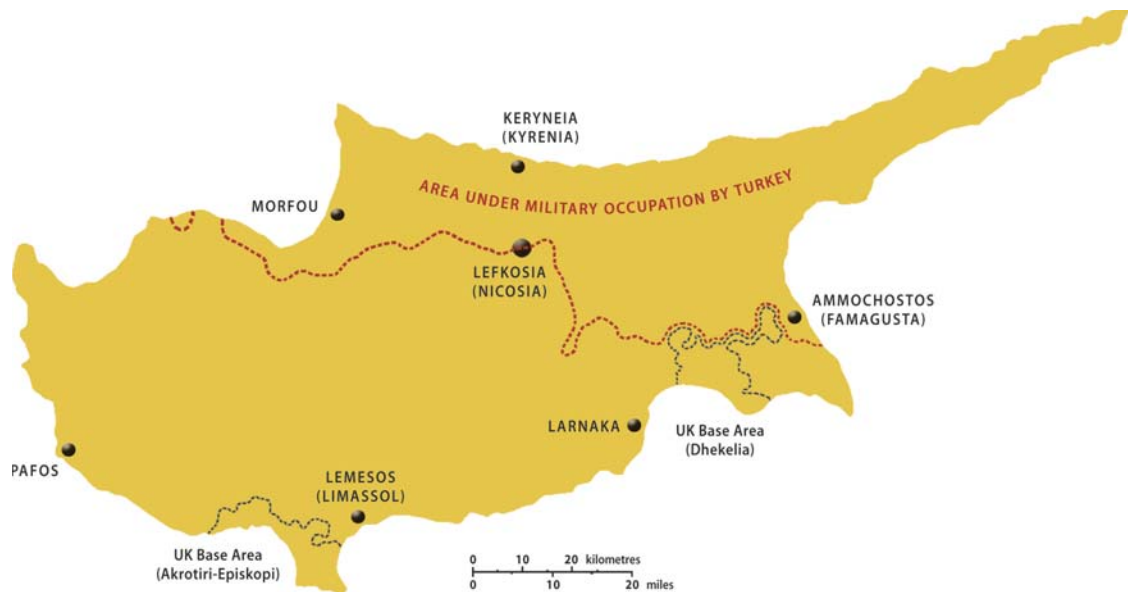 KERYNEIA
(KYRENIA)
AREA UNDER MILITARY OCCUPATION BY TURKEY
MORFOU
LEFKOSIA
(NICOSIA)
AMMOCHOSTOS
(FAMAGUSTA)
LARNAKA
UK Base Area
(Dhekelia)
PAFOS
LEMESOS
(LIMASSOL)
UK Base Area
(Akrotiri-Episkopi)
0 10 20 kilometres
0 10 20
miles